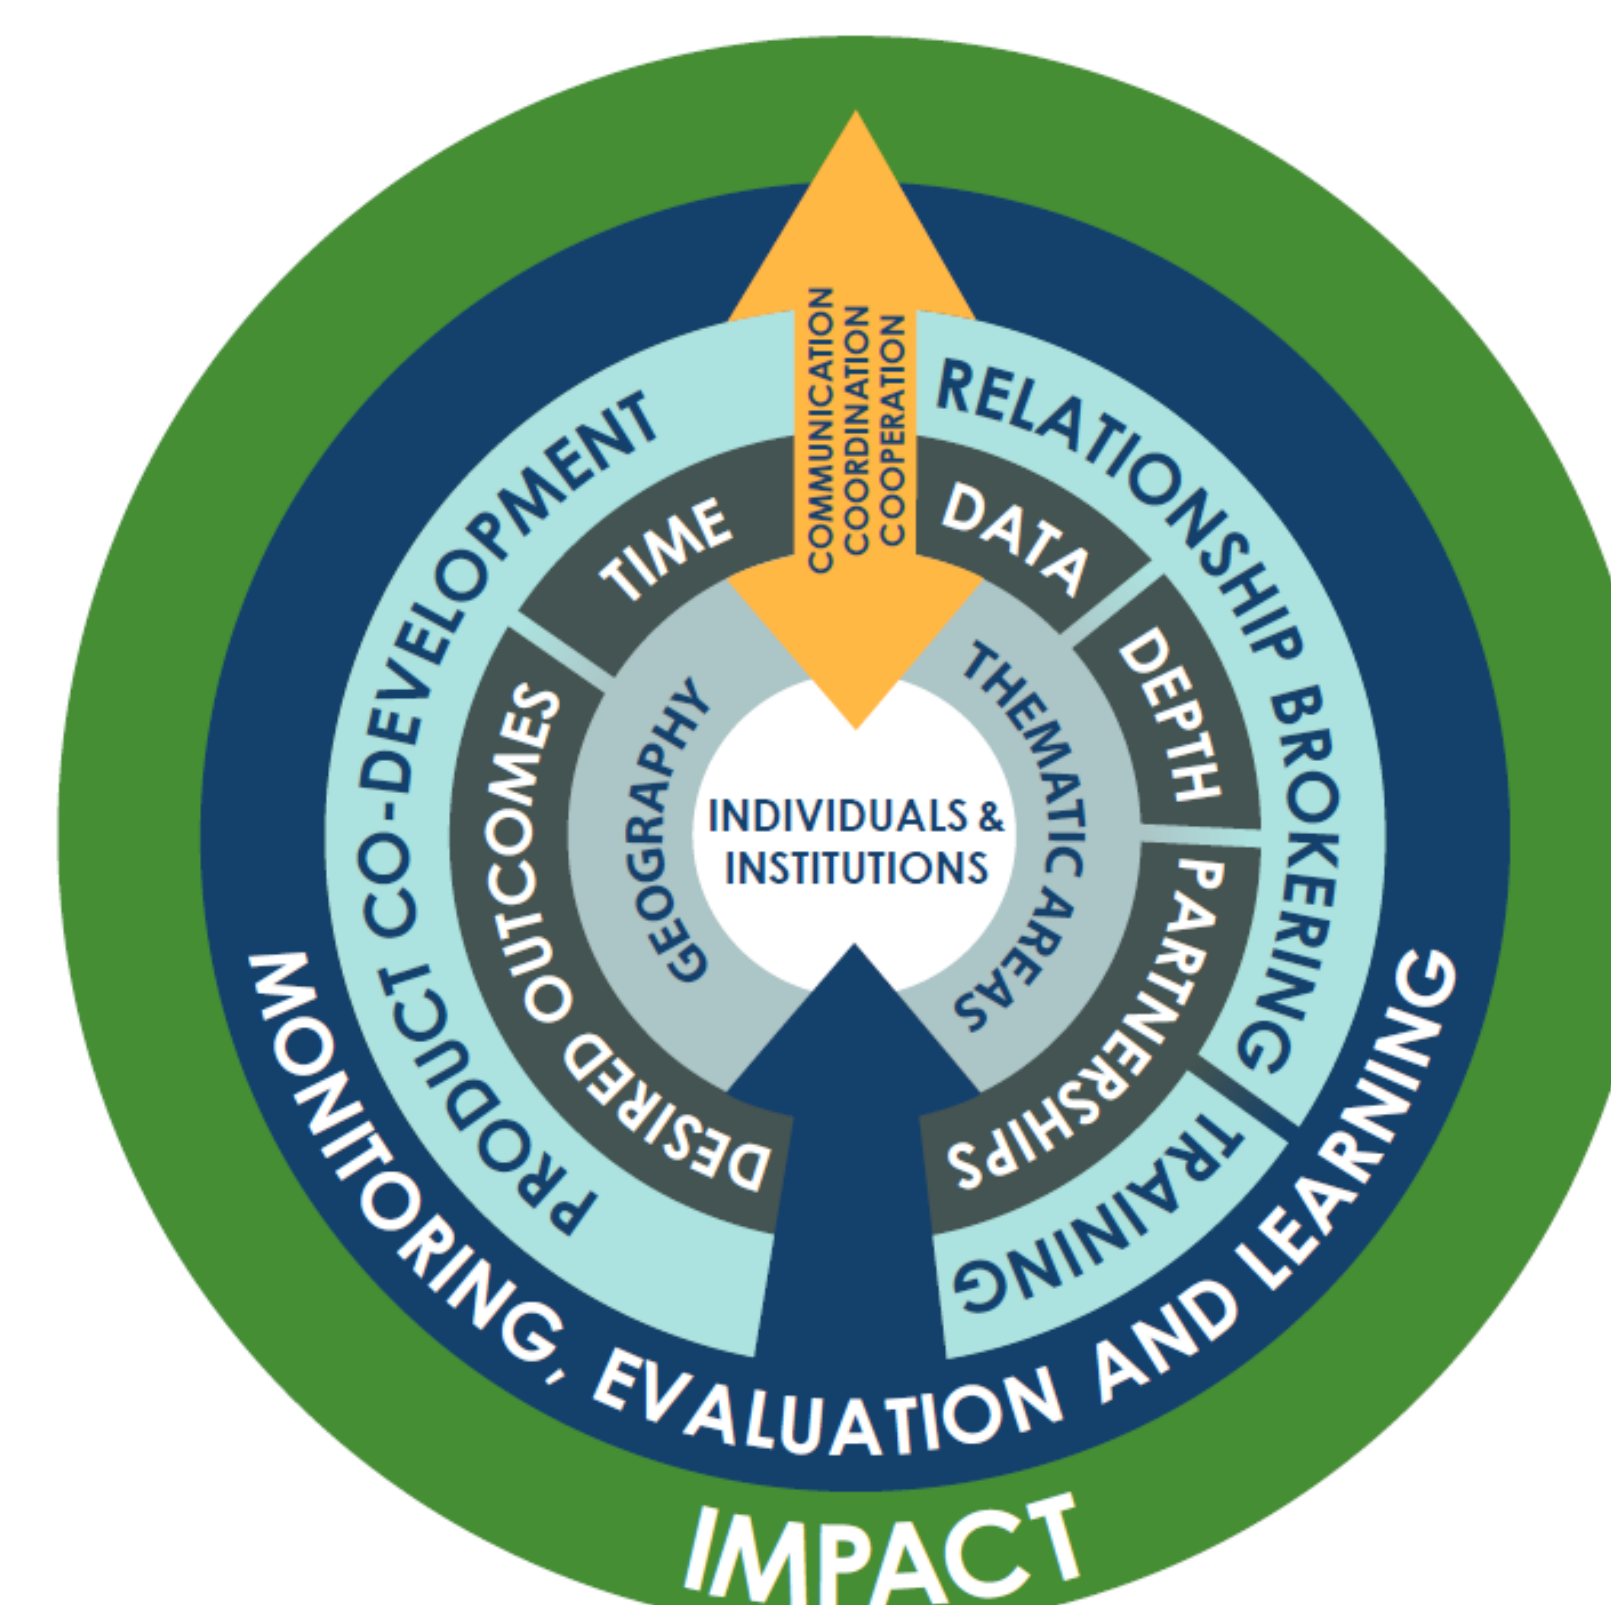 COMMUNICATION
COORDINATION
COOPERATION
PRODUCT CO-DEVELOPMENT
RELATIONSHIP BROKERING
TRAINING
TIME
DATA
DEPTH
PARTNERSHIPS
DESIRED OUTCOMES
GEOGRAPHY
THEMATIC AREAS
INDIVIDUALS &
INSTITUTIONS
MONITORING, EVALUATION AND LEARNING
IMPACT